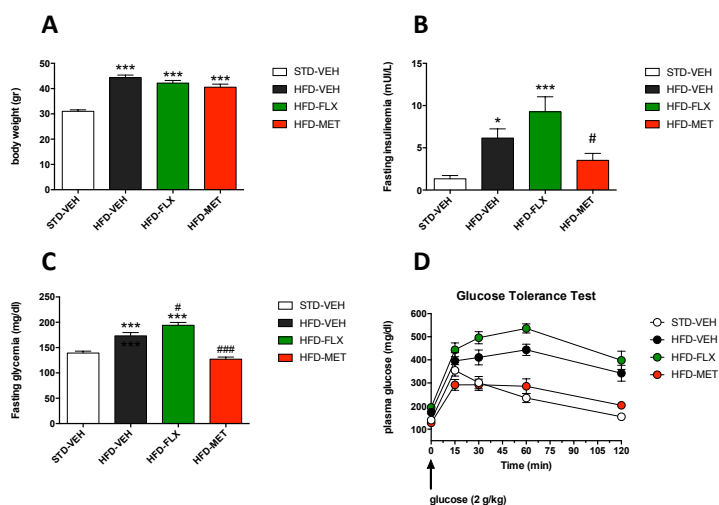 A
body weight (gr)
50
40
30
20
10
0
***
***
***
STD-VEH
HFD-VEH
HFD-FLX
HFD-MET
STD-VEH
HFD-VEH
HFD-FLX
HFD-MET
B
Fasting insulinemia (mUI/L)
15
10
5
0
*
***
#
STD-VEH
HFD-VEH
HFD-FLX
HFD-MET
STD-VEH
HFD-VEH
HFD-FLX
HFD-MET
C
Fasting glycemia (mg/dl)
250
200
150
100
50
0
***
***
#
***
###
STD-VEH
HFD-VEH
HFD-FLX
HFD-MET
STD-VEH
HFD-VEH
HFD-FLX
HFD-MET
D
Glucose Tolerance Test
plasma glucose (mg/dl)
600
500
400
300
200
100
0 15 30 45 60 75 90 105 120
Time (min)
glucose (2 g/kg)
STD-VEH
HFD-VEH
HFD-FLX
HFD-MET